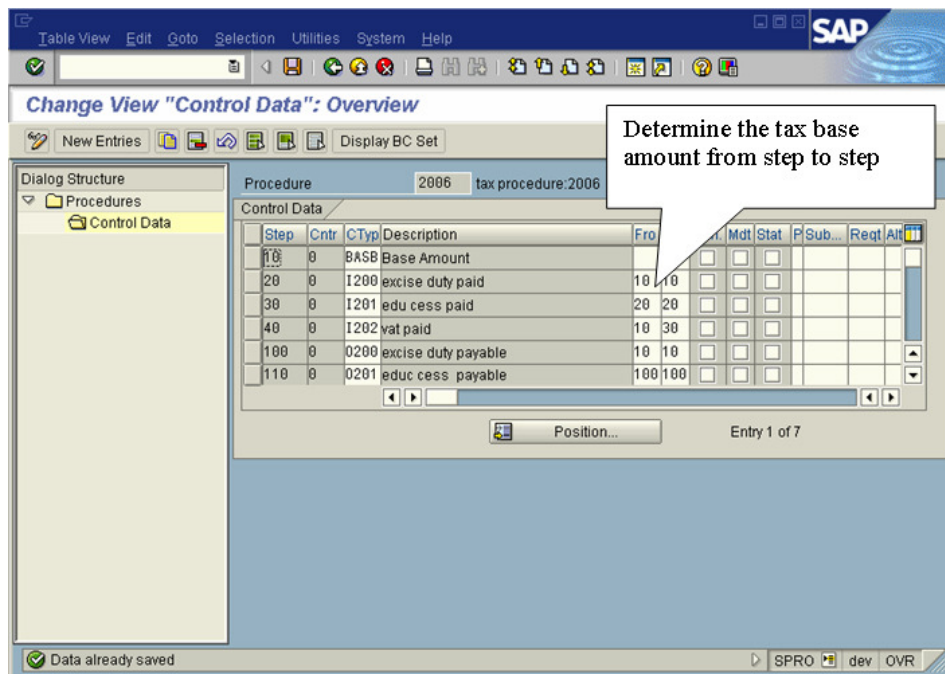 Table View Edit Goto Selection Utilities System Help
SAP
Change View "Control Data": Overview
New Entries Display BC Set
Determine the tax base
amount from step to step
Dialog Structure
Procedures
Control Data
Procedure 2006 tax procedure:2006
Control Data
Step Cntr CTyp Description Fro Mdt Stat P Sub... Reqt Alt
10 0 BASB Base Amount
20 0 I200 excise duty paid 10 10
30 0 I201 edu cess paid 20 20
40 0 I202 vat paid 10 30
100 0 O200 excise duty payable 10 10
110 0 O201 educ cess payable 100 100
Position... Entry 1 of 7
Data already saved SPRO dev OVR